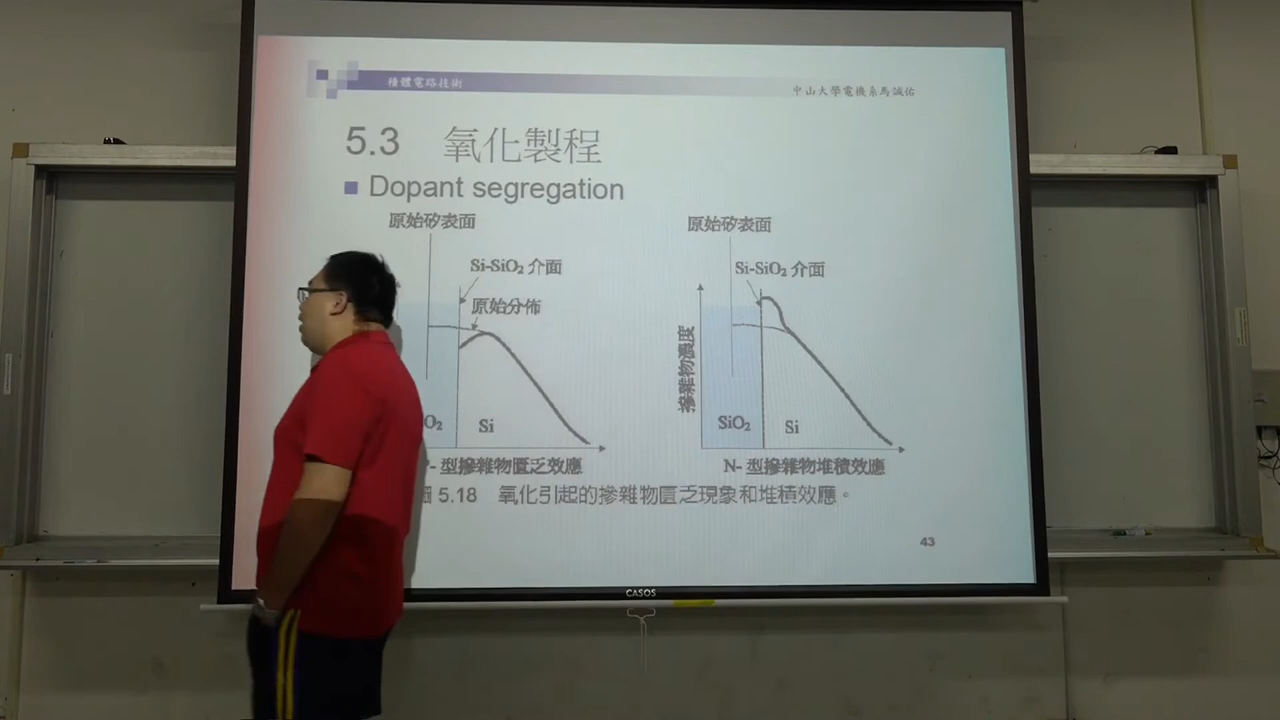 積體電路技術
中山大學電機系馬誠佑
5.3 氧化製程
Dopant segregation
原始矽表面
Si-SiO₂ 介面
原始分佈
O₂
Si
型摻雜物匱乏效應
原始矽表面
Si-SiO₂ 介面
摻雜物濃度
SiO₂
Si
N- 型摻雜物堆積效應
5.18 氧化引起的摻雜物匱乏現象和堆積效應。
43
CASOS